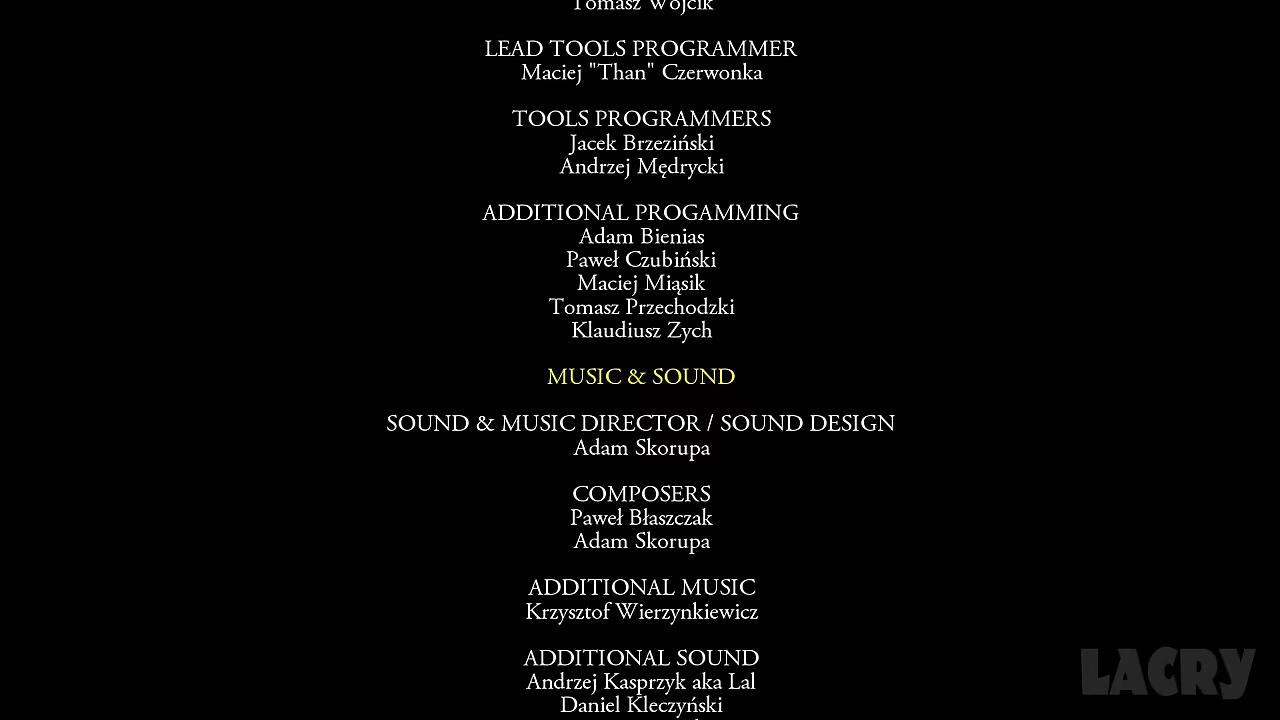 Tomasz Wójcik
LEAD TOOLS PROGRAMMER
Maciej "Than" Czerwonka
TOOLS PROGRAMMERS
Jacek Brzeziński
Andrzej Mędrycki
ADDITIONAL PROGAMMING
Adam Bienias
Paweł Czubiński
Maciej Miąsik
Tomasz Przechodzki
Klaudiusz Zych
MUSIC & SOUND
SOUND & MUSIC DIRECTOR / SOUND DESIGN
Adam Skorupa
COMPOSERS
Paweł Błaszczak
Adam Skorupa
ADDITIONAL MUSIC
Krzysztof Wierzynkiewicz
ADDITIONAL SOUND
Andrzej Kasprzyk aka Lal
Daniel Kleczyński
LACRY